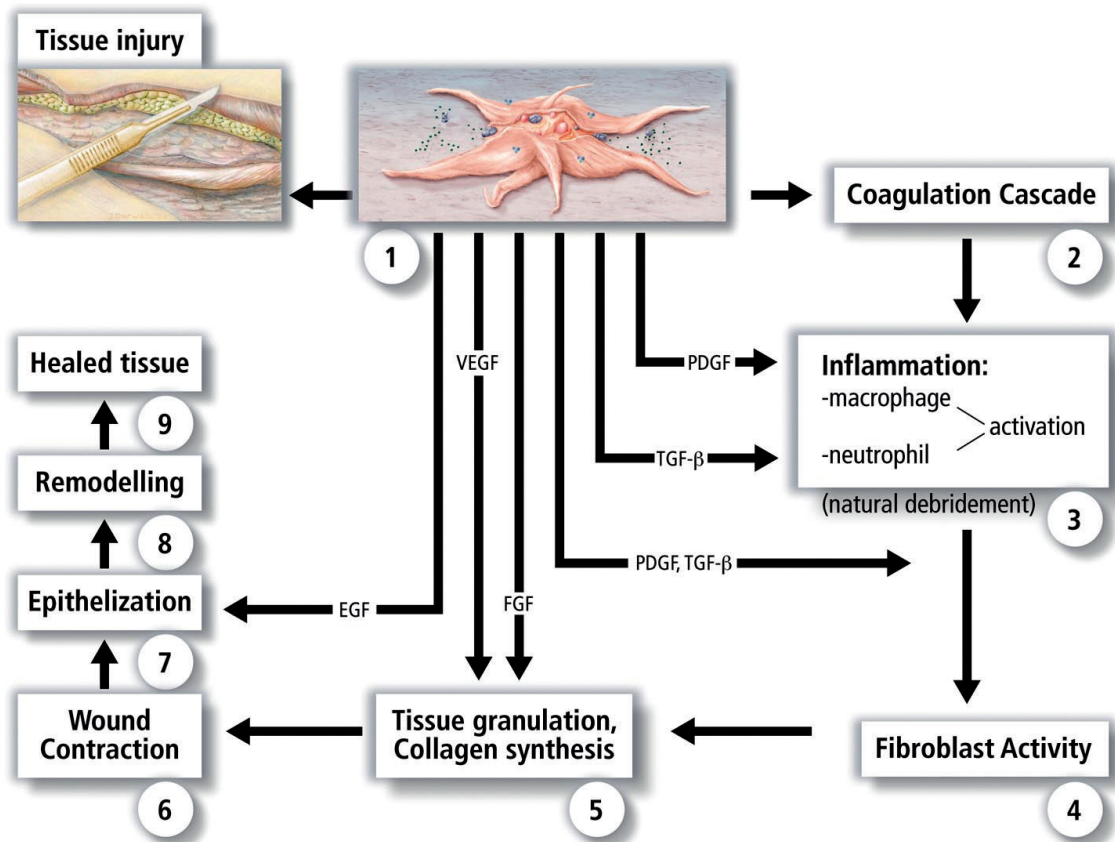 Tissue injury
1
Coagulation Cascade
2
VEGF
PDGF
Inflammation:
-macrophage
activation
-neutrophil
(natural debridement)
3
TGF-β
PDGF, TGF-β
Healed tissue
9
Remodelling
8
Epithelization
7
EGF
FGF
Wound
Contraction
6
Tissue granulation,
Collagen synthesis
5
Fibroblast Activity
4